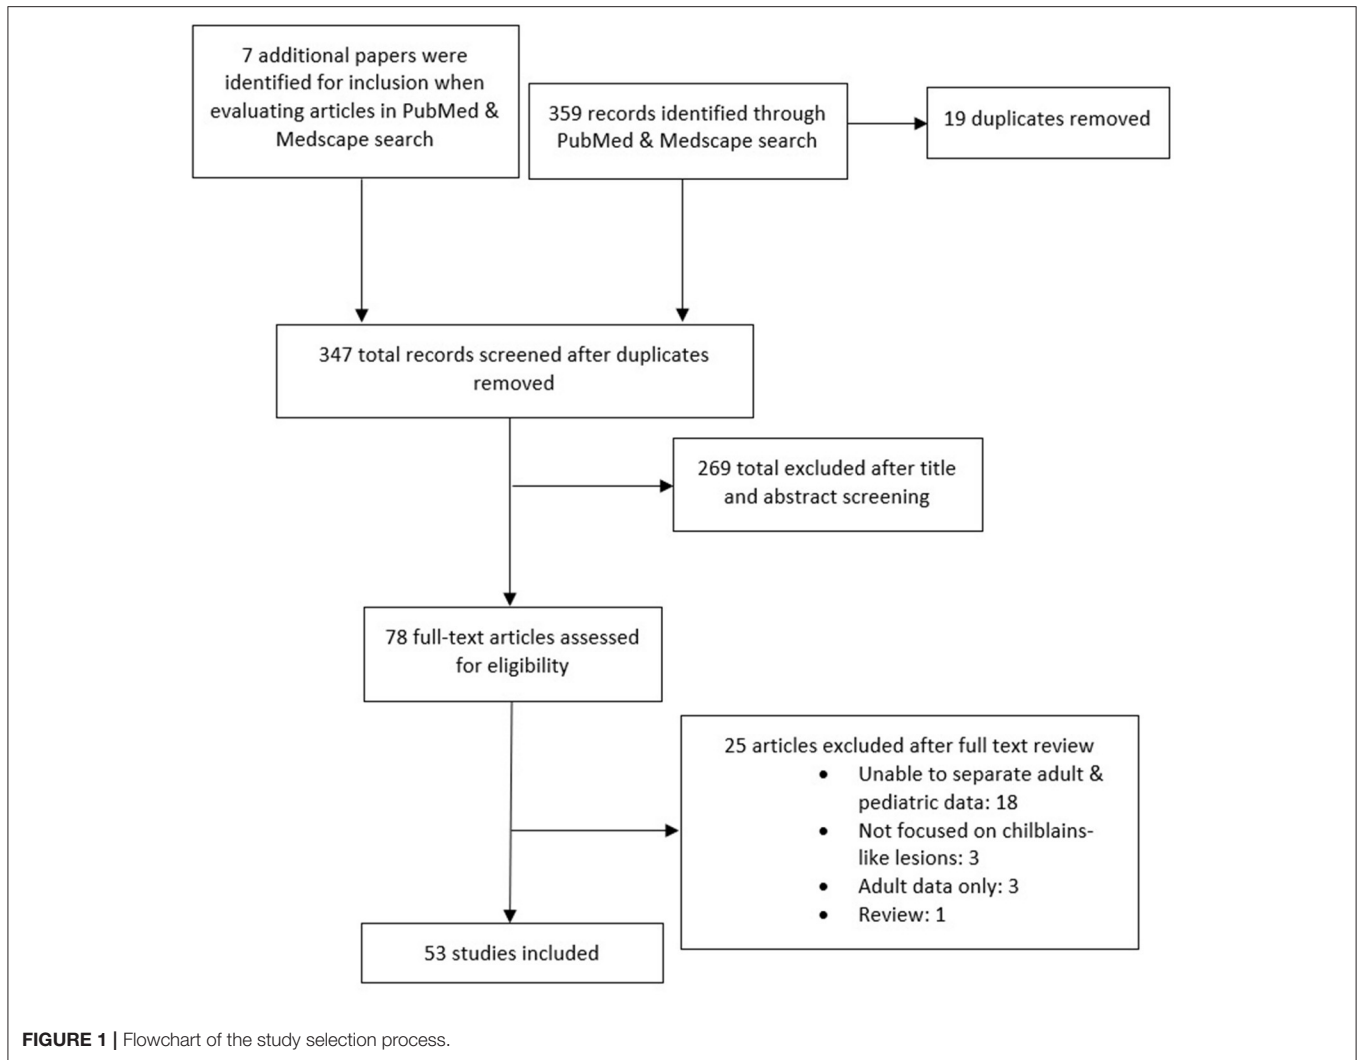 7 additional papers were
identified for inclusion when
evaluating articles in PubMed &
Medscape search
359 records identified through
PubMed & Medscape search
19 duplicates removed
347 total records screened after duplicates
removed
269 total excluded after title
and abstract screening
78 full-text articles assessed
for eligibility
25 articles excluded after full text review
• Unable to separate adult &
pediatric data: 18
• Not focused on chilblains-
like lesions: 3
• Adult data only: 3
• Review: 1
53 studies included
FIGURE 1 | Flowchart of the study selection process.